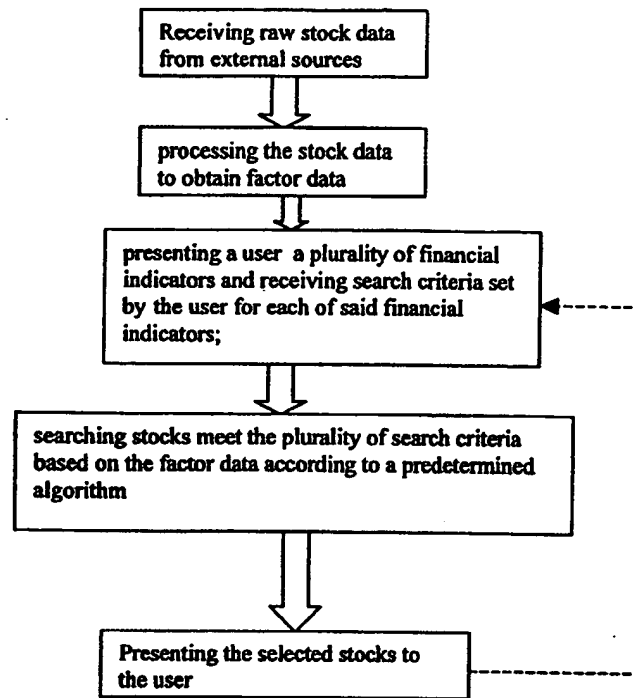 Receiving raw stock data
from external sources
processing the stock data
to obtain factor data
presenting a user a plurality of financial
indicators and receiving search criteria set
by the user for each of said financial
indicators;
searching stocks meet the plurality of search criteria
based on the factor data according to a predetermined
algorithm
Presenting the selected stocks to
the user